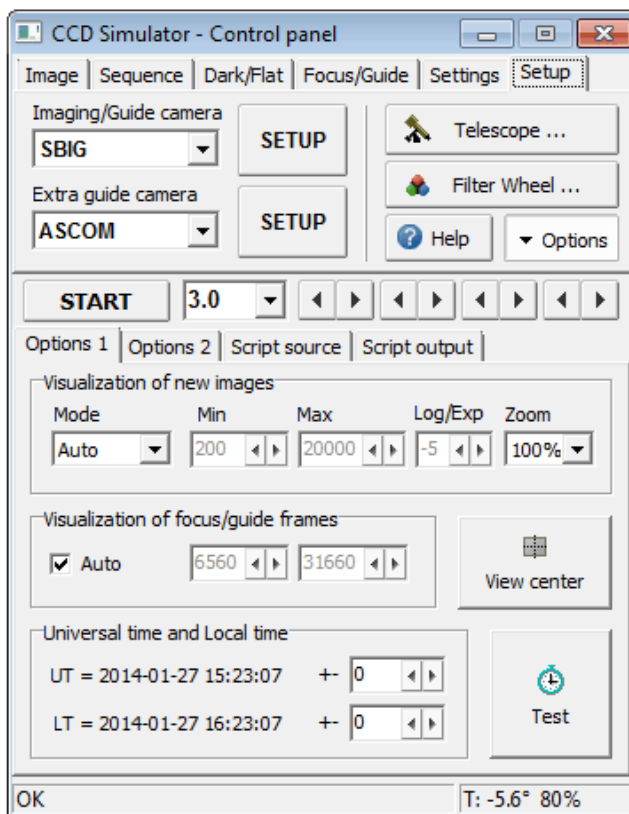 CCD Simulator - Control panel
Image Sequence Dark/Flat Focus/Guide Settings Setup
Imaging/Guide camera
SBIG SETUP Telescope ...
Filter Wheel ...
Extra guide camera
ASCOM SETUP Help Options
START 3.0
Options 1 Options 2 Script source Script output
Visualization of new images
Mode Min Max Log/Exp Zoom
Auto 200 20000 -5 100%
Visualization of focus/guide frames
Auto 6560 31660 View center
Universal time and Local time
UT = 2014-01-27 15:23:07 +- 0
LT = 2014-01-27 16:23:07 +- 0
Test
OK T: -5.6° 80%